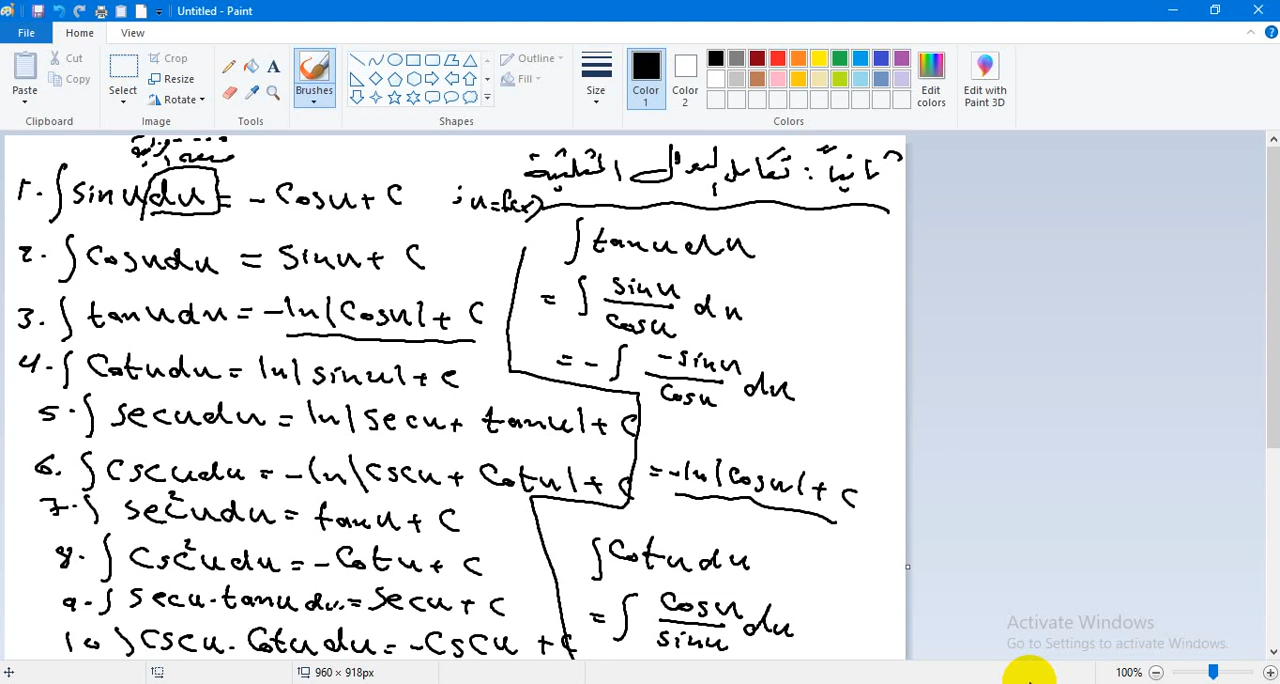 Untitled - Paint
File Home View
Paste Cut Copy Clipboard
Select Crop Resize Rotate Image
Tools
Brushes
Outline Fill Shapes
Size
Color 1 Color 2 Edit colors Edit with Paint 3D Colors
ثانياً: تكامل الدوال المثلثية
1. ∫ sin u du = - cos u + C ; u = f(x)
2. ∫ cos u du = sin u + C
3. ∫ tan u du = -ln|cos u| + C
4. ∫ cot u du = ln|sin u| + C
5. ∫ sec u du = ln|sec u + tan u| + C
6. ∫ csc u du = -ln|csc u + cot u| + C
7. ∫ sec² u du = tan u + C
8. ∫ csc² u du = -cot u + C
9. ∫ sec u . tan u du = sec u + C
10 ∫ csc u . cot u du = -csc u + C
∫ tan u du
= ∫ sin u / cos u du
= - ∫ -sin u / cos u du
= -ln|cos u| + C
∫ cot u du
= ∫ cos u / sin u du
Activate Windows
Go to Settings to activate Windows.
960 × 918px 100%